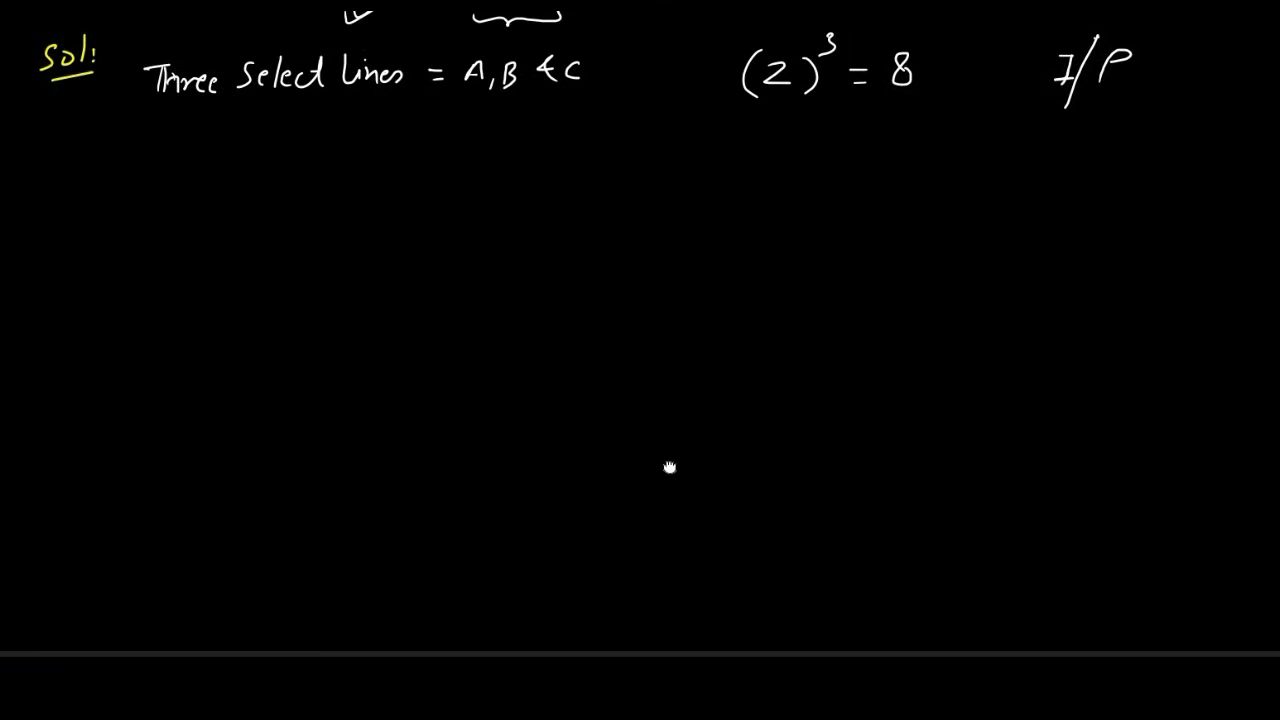 Sol: Three Select Lines = A, B & C (2)³ = 8 I/P